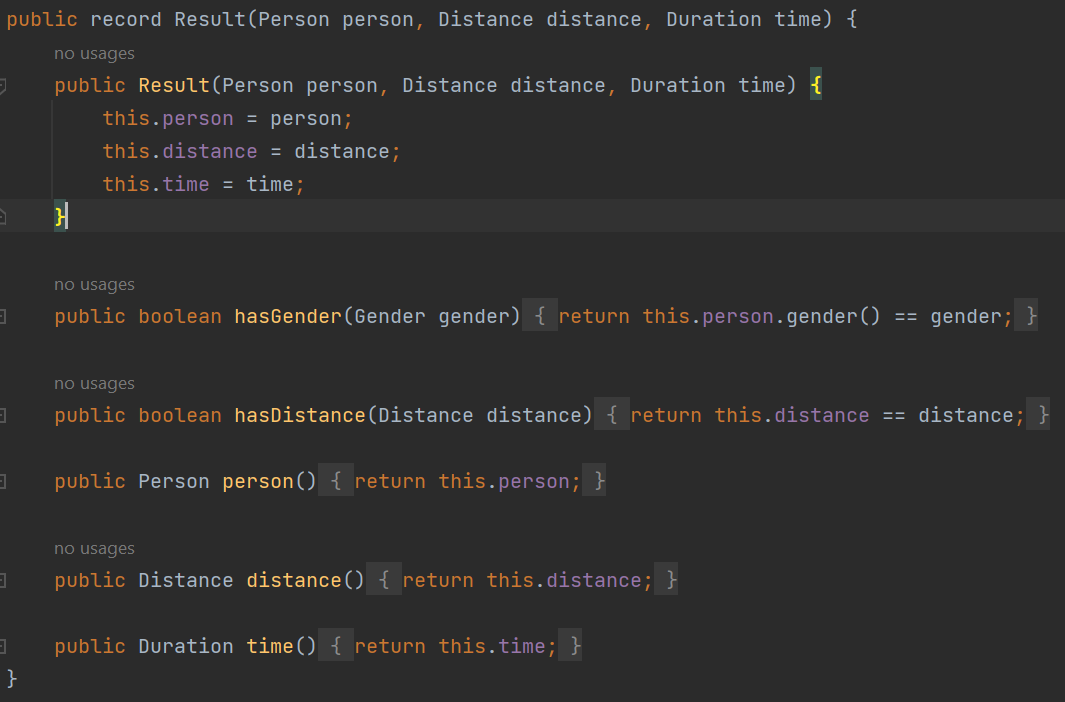 public record Result(Person person, Distance distance, Duration time) {
no usages
public Result(Person person, Distance distance, Duration time) {
this.person = person;
this.distance = distance;
this.time = time;
}
no usages
public boolean hasGender(Gender gender) { return this.person.gender() == gender; }
no usages
public boolean hasDistance(Distance distance) { return this.distance == distance; }
public Person person() { return this.person; }
no usages
public Distance distance() { return this.distance; }
public Duration time() { return this.time; }
}